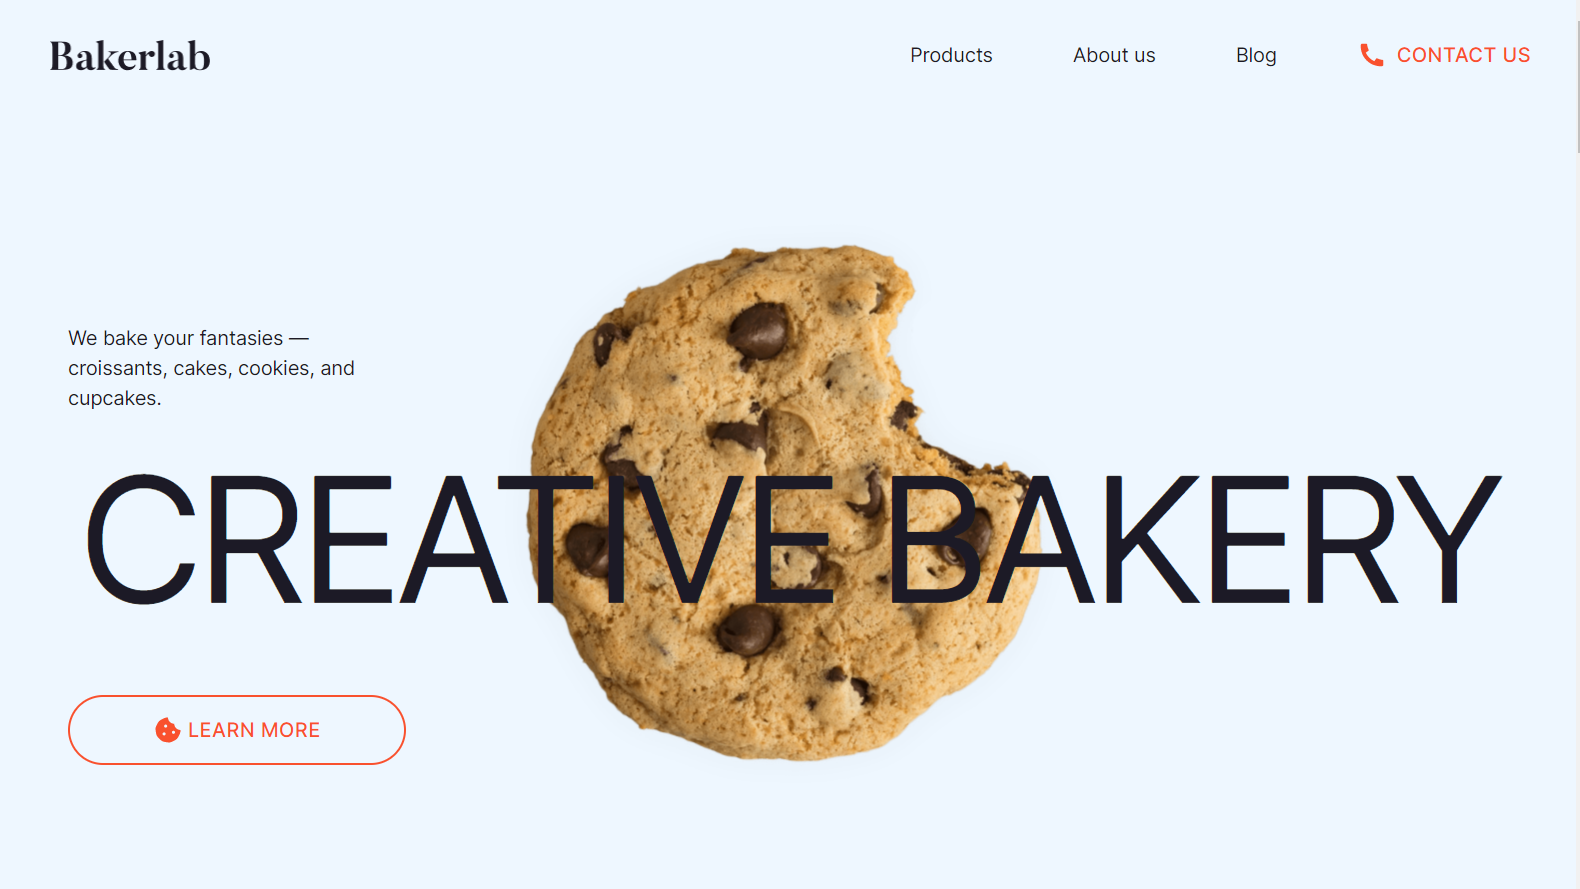 Bakerlab
Products
About us
Blog
CONTACT US
We bake your fantasies —
croissants, cakes, cookies, and
cupcakes.
CREATIVE BAKERY
LEARN MORE